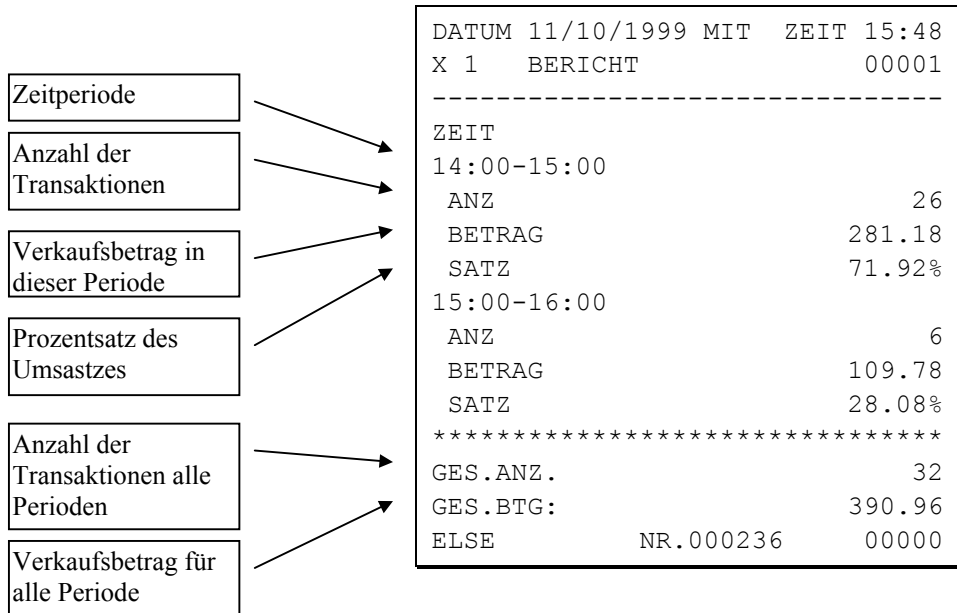 Zeitperiode
Anzahl der
Transaktionen
Verkaufsbetrag in
dieser Periode
Prozentsatz des
Umsastzes
Anzahl der
Transaktionen alle
Perioden
Verkaufsbetrag für
alle Periode
DATUM 11/10/1999 MIT ZEIT 15:48
X 1 BERICHT 00001
--------------------------------
ZEIT
14:00-15:00
ANZ 26
BETRAG 281.18
SATZ 71.92%
15:00-16:00
ANZ 6
BETRAG 109.78
SATZ 28.08%
********************************
GES.ANZ. 32
GES.BTG: 390.96
ELSE NR.000236 00000